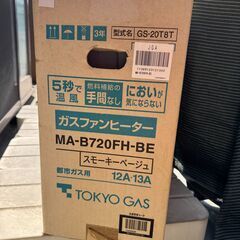 3年
型式名 GS-20T8T
JGA
5秒で温風
燃料補給の手間なし
においが気にならない
ガスファンヒーター
MA-B720FH-BE
スモーキーベージュ
都市ガス用 12A・13A
TOKYO GAS